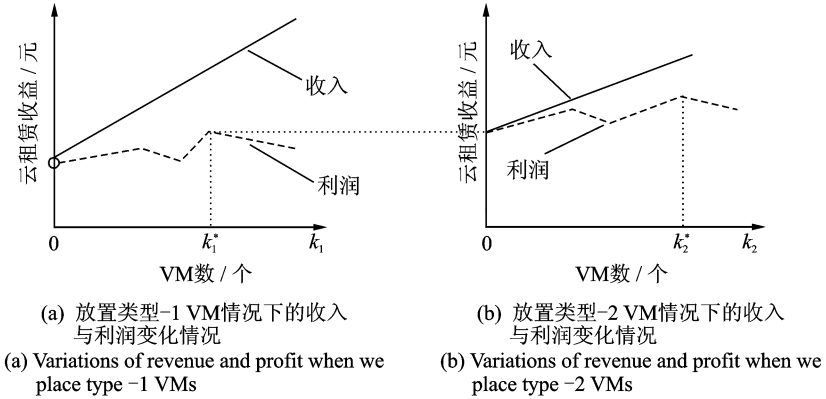 云租赁收益 / 元
收入
利润
0
k₁*
k₁
VM数 / 个
(a) 放置类型−1 VM情况下的收入
与利润变化情况
(a) Variations of revenue and profit when we
place type −1 VMs
云租赁收益 / 元
收入
利润
0
k₂*
k₂
VM数 / 个
(b) 放置类型−2 VM情况下的收入
与利润变化情况
(b) Variations of revenue and profit when we
place type −2 VMs